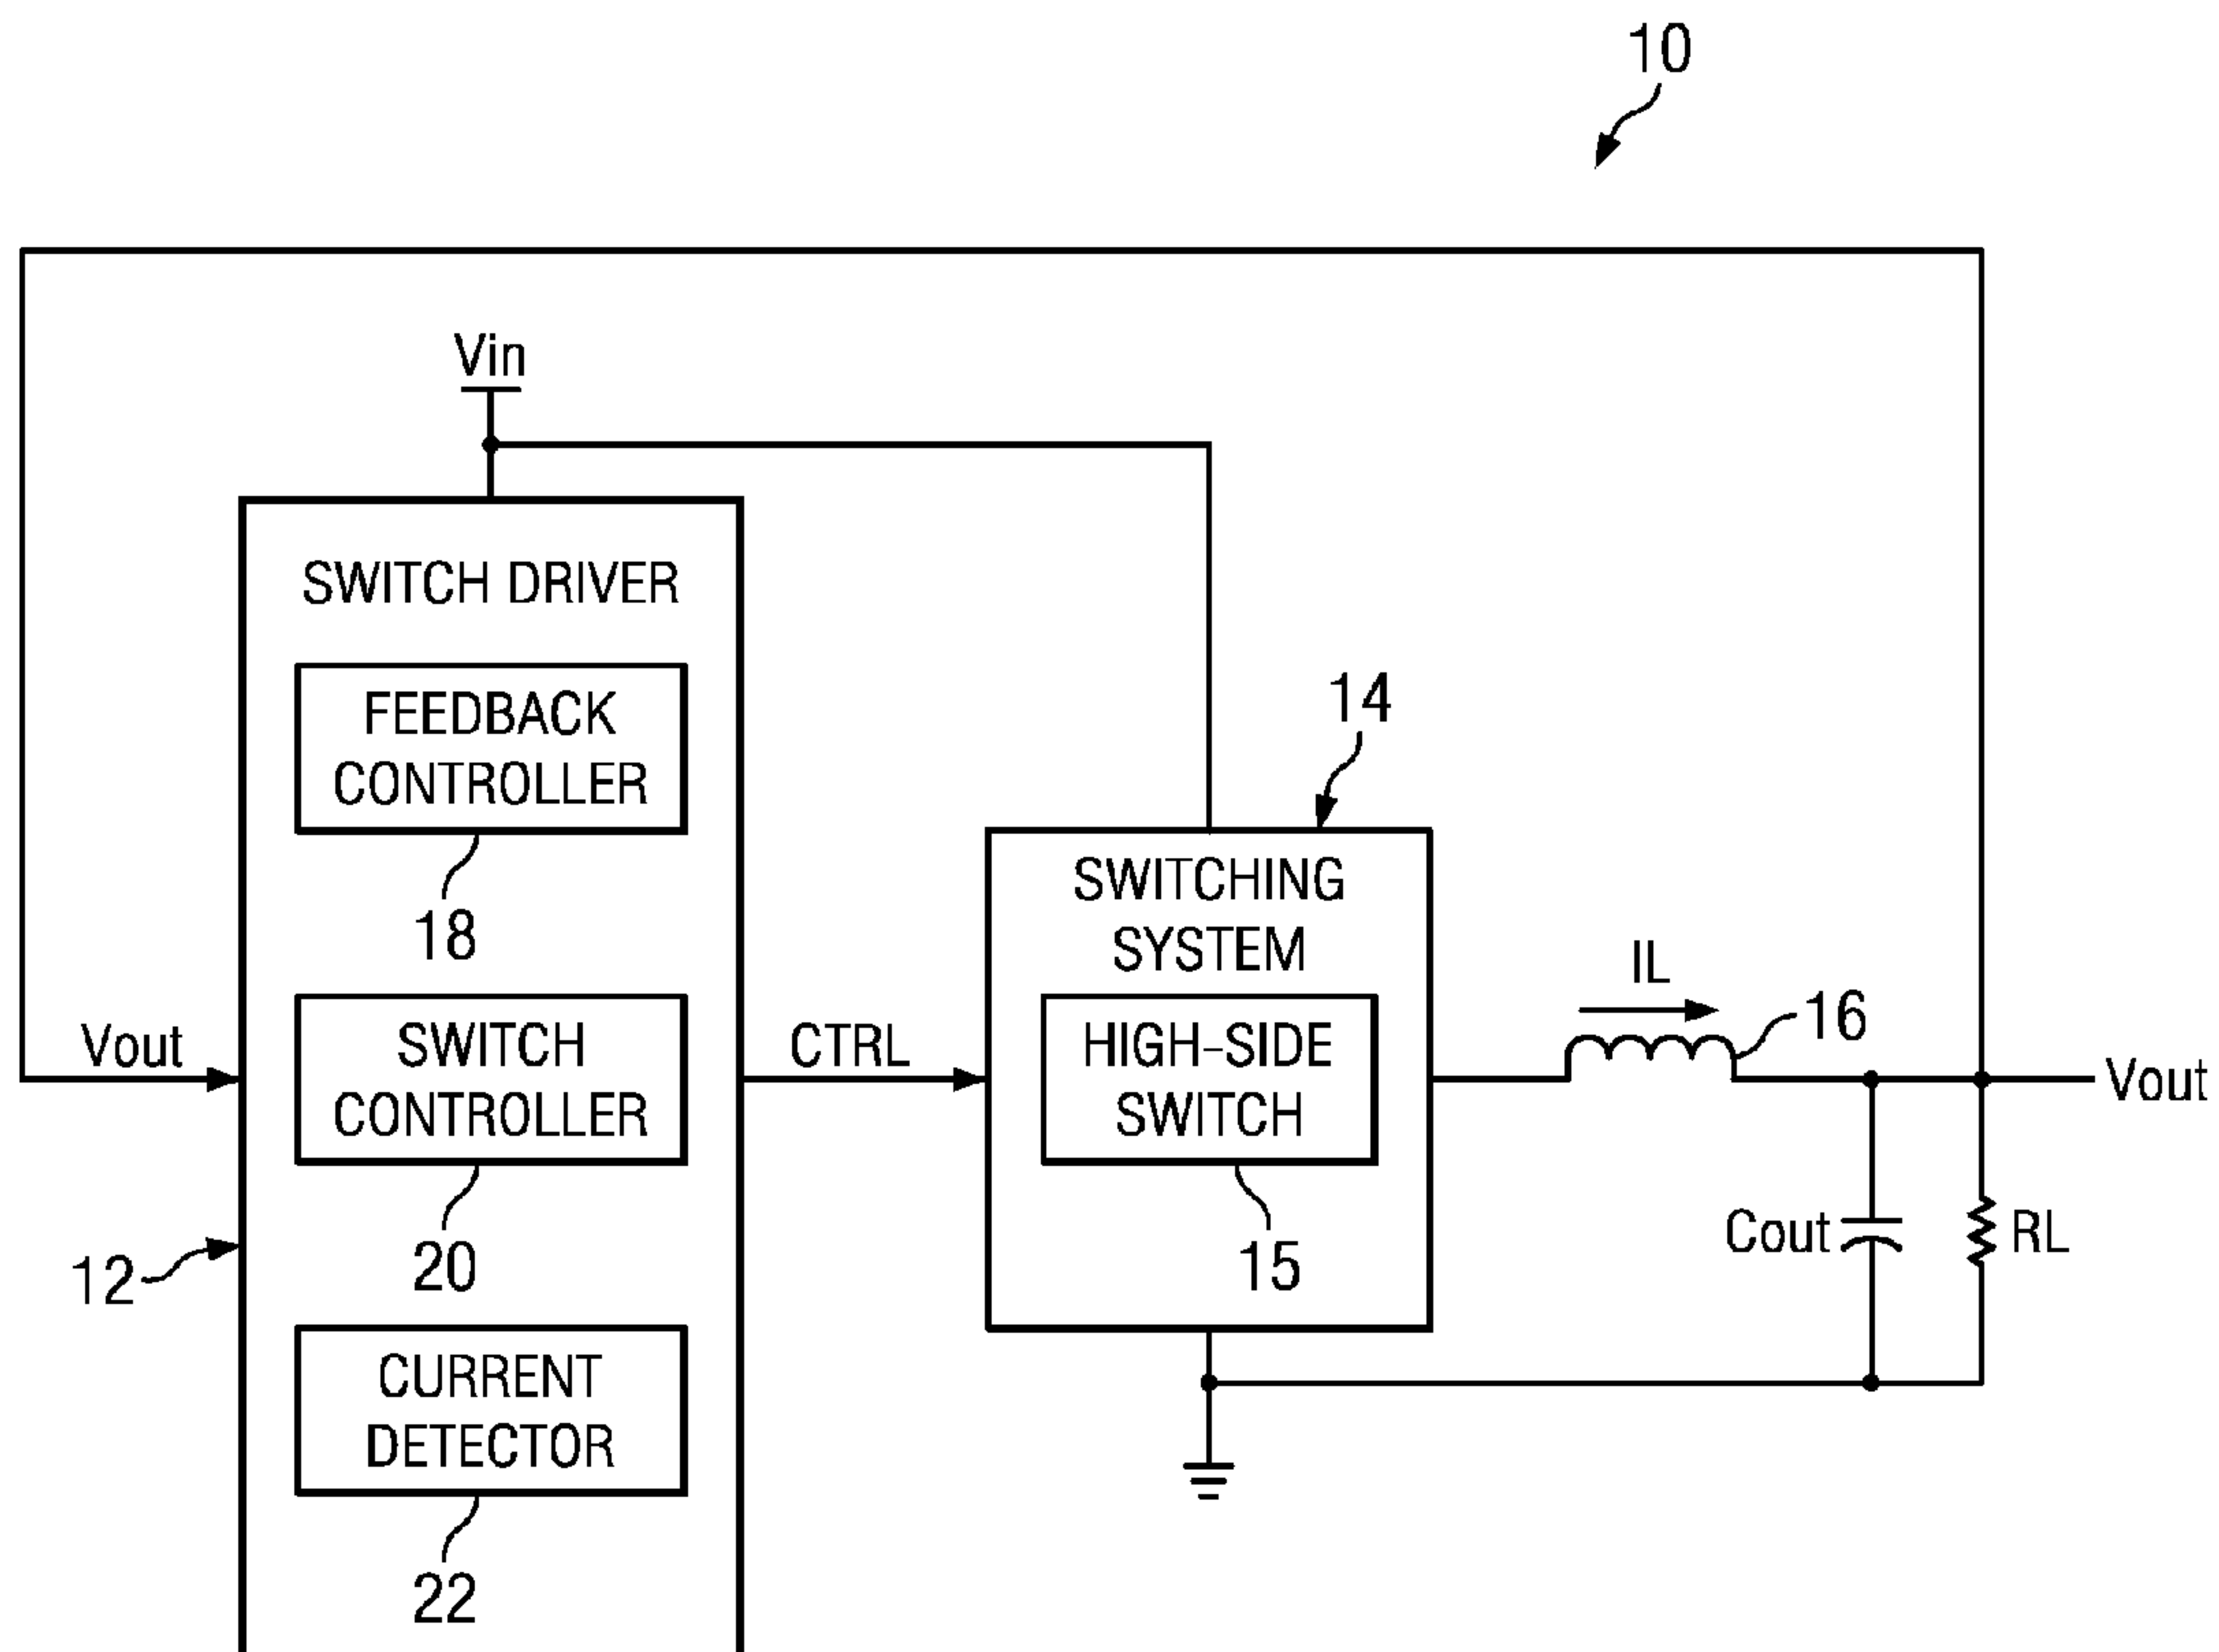 10
Vin
SWITCH DRIVER
FEEDBACK
CONTROLLER
18
14
SWITCHING
SYSTEM
IL
16
Vout
SWITCH
CONTROLLER
CTRL
HIGH-SIDE
SWITCH
Vout
12
20
15
Cout
RL
CURRENT
DETECTOR
22